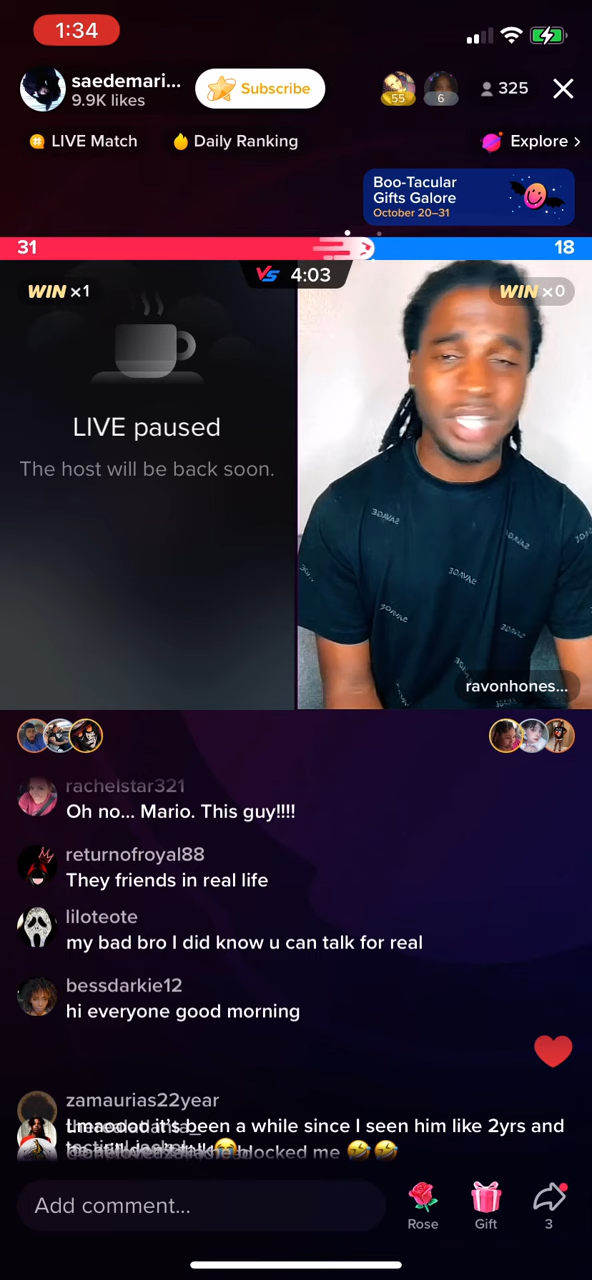 1:34
saedemari...
9.9K likes
Subscribe
55
6
325
LIVE Match
Daily Ranking
Explore >
Boo-Tacular
Gifts Galore
October 20–31
31
18
VS 4:03
WIN x1
WIN x0
LIVE paused
The host will be back soon.
ravonhones...
rachelstar321
Oh no... Mario. This guy!!!!
returnofroyal88
They friends in real life
liloteote
my bad bro I did know u can talk for real
bessdarkie12
hi everyone good morning
zamaurias22year
it's been a while since I seen him like 2yrs and
blocked me 🤣🤣
Add comment...
Rose
Gift
3